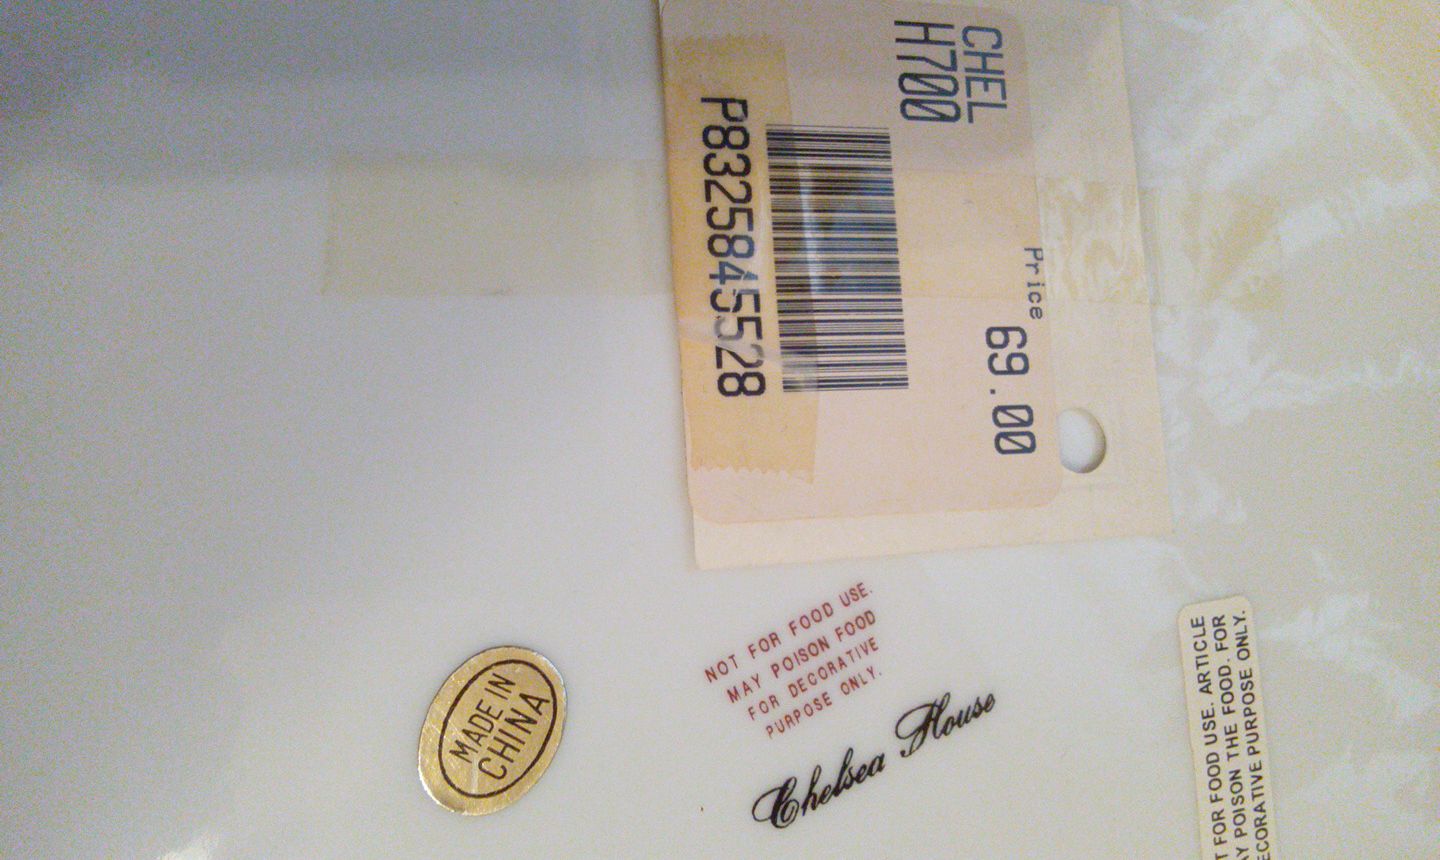 CHEL
H700
P8325845528
Price
69.00
NOT FOR FOOD USE.
MAY POISON FOOD
FOR DECORATIVE
PURPOSE ONLY.
Chelsea House
MADE IN
CHINA
T FOR FOOD USE. ARTICLE
AY POISON THE FOOD. FOR
ECORATIVE PURPOSE ONLY.